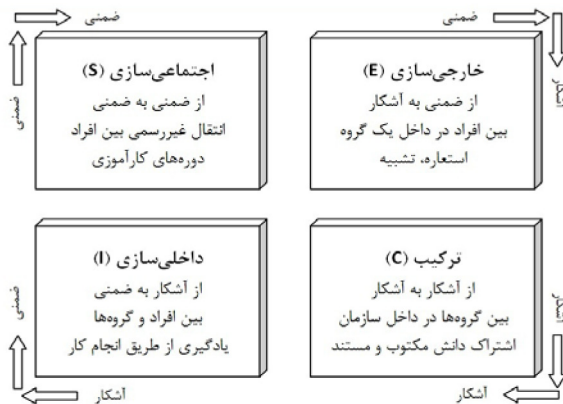 ضمنی
ضمنی
آشکار
ضمنی
خارجی‌سازی (E)
از ضمنی به آشکار
بین افراد در داخل یک گروه
استعاره، تشبیه
اجتماعی‌سازی (S)
از ضمنی به ضمنی
انتقال غیررسمی بین افراد
دوره‌های کارآموزی
ترکیب (C)
از آشکار به آشکار
بین گروه‌ها در داخل سازمان
اشتراک دانش مکتوب و مستند
داخلی‌سازی (I)
از آشکار به ضمنی
بین افراد و گروه‌ها
یادگیری از طریق انجام کار
آشکار
ضمنی
آشکار
آشکار